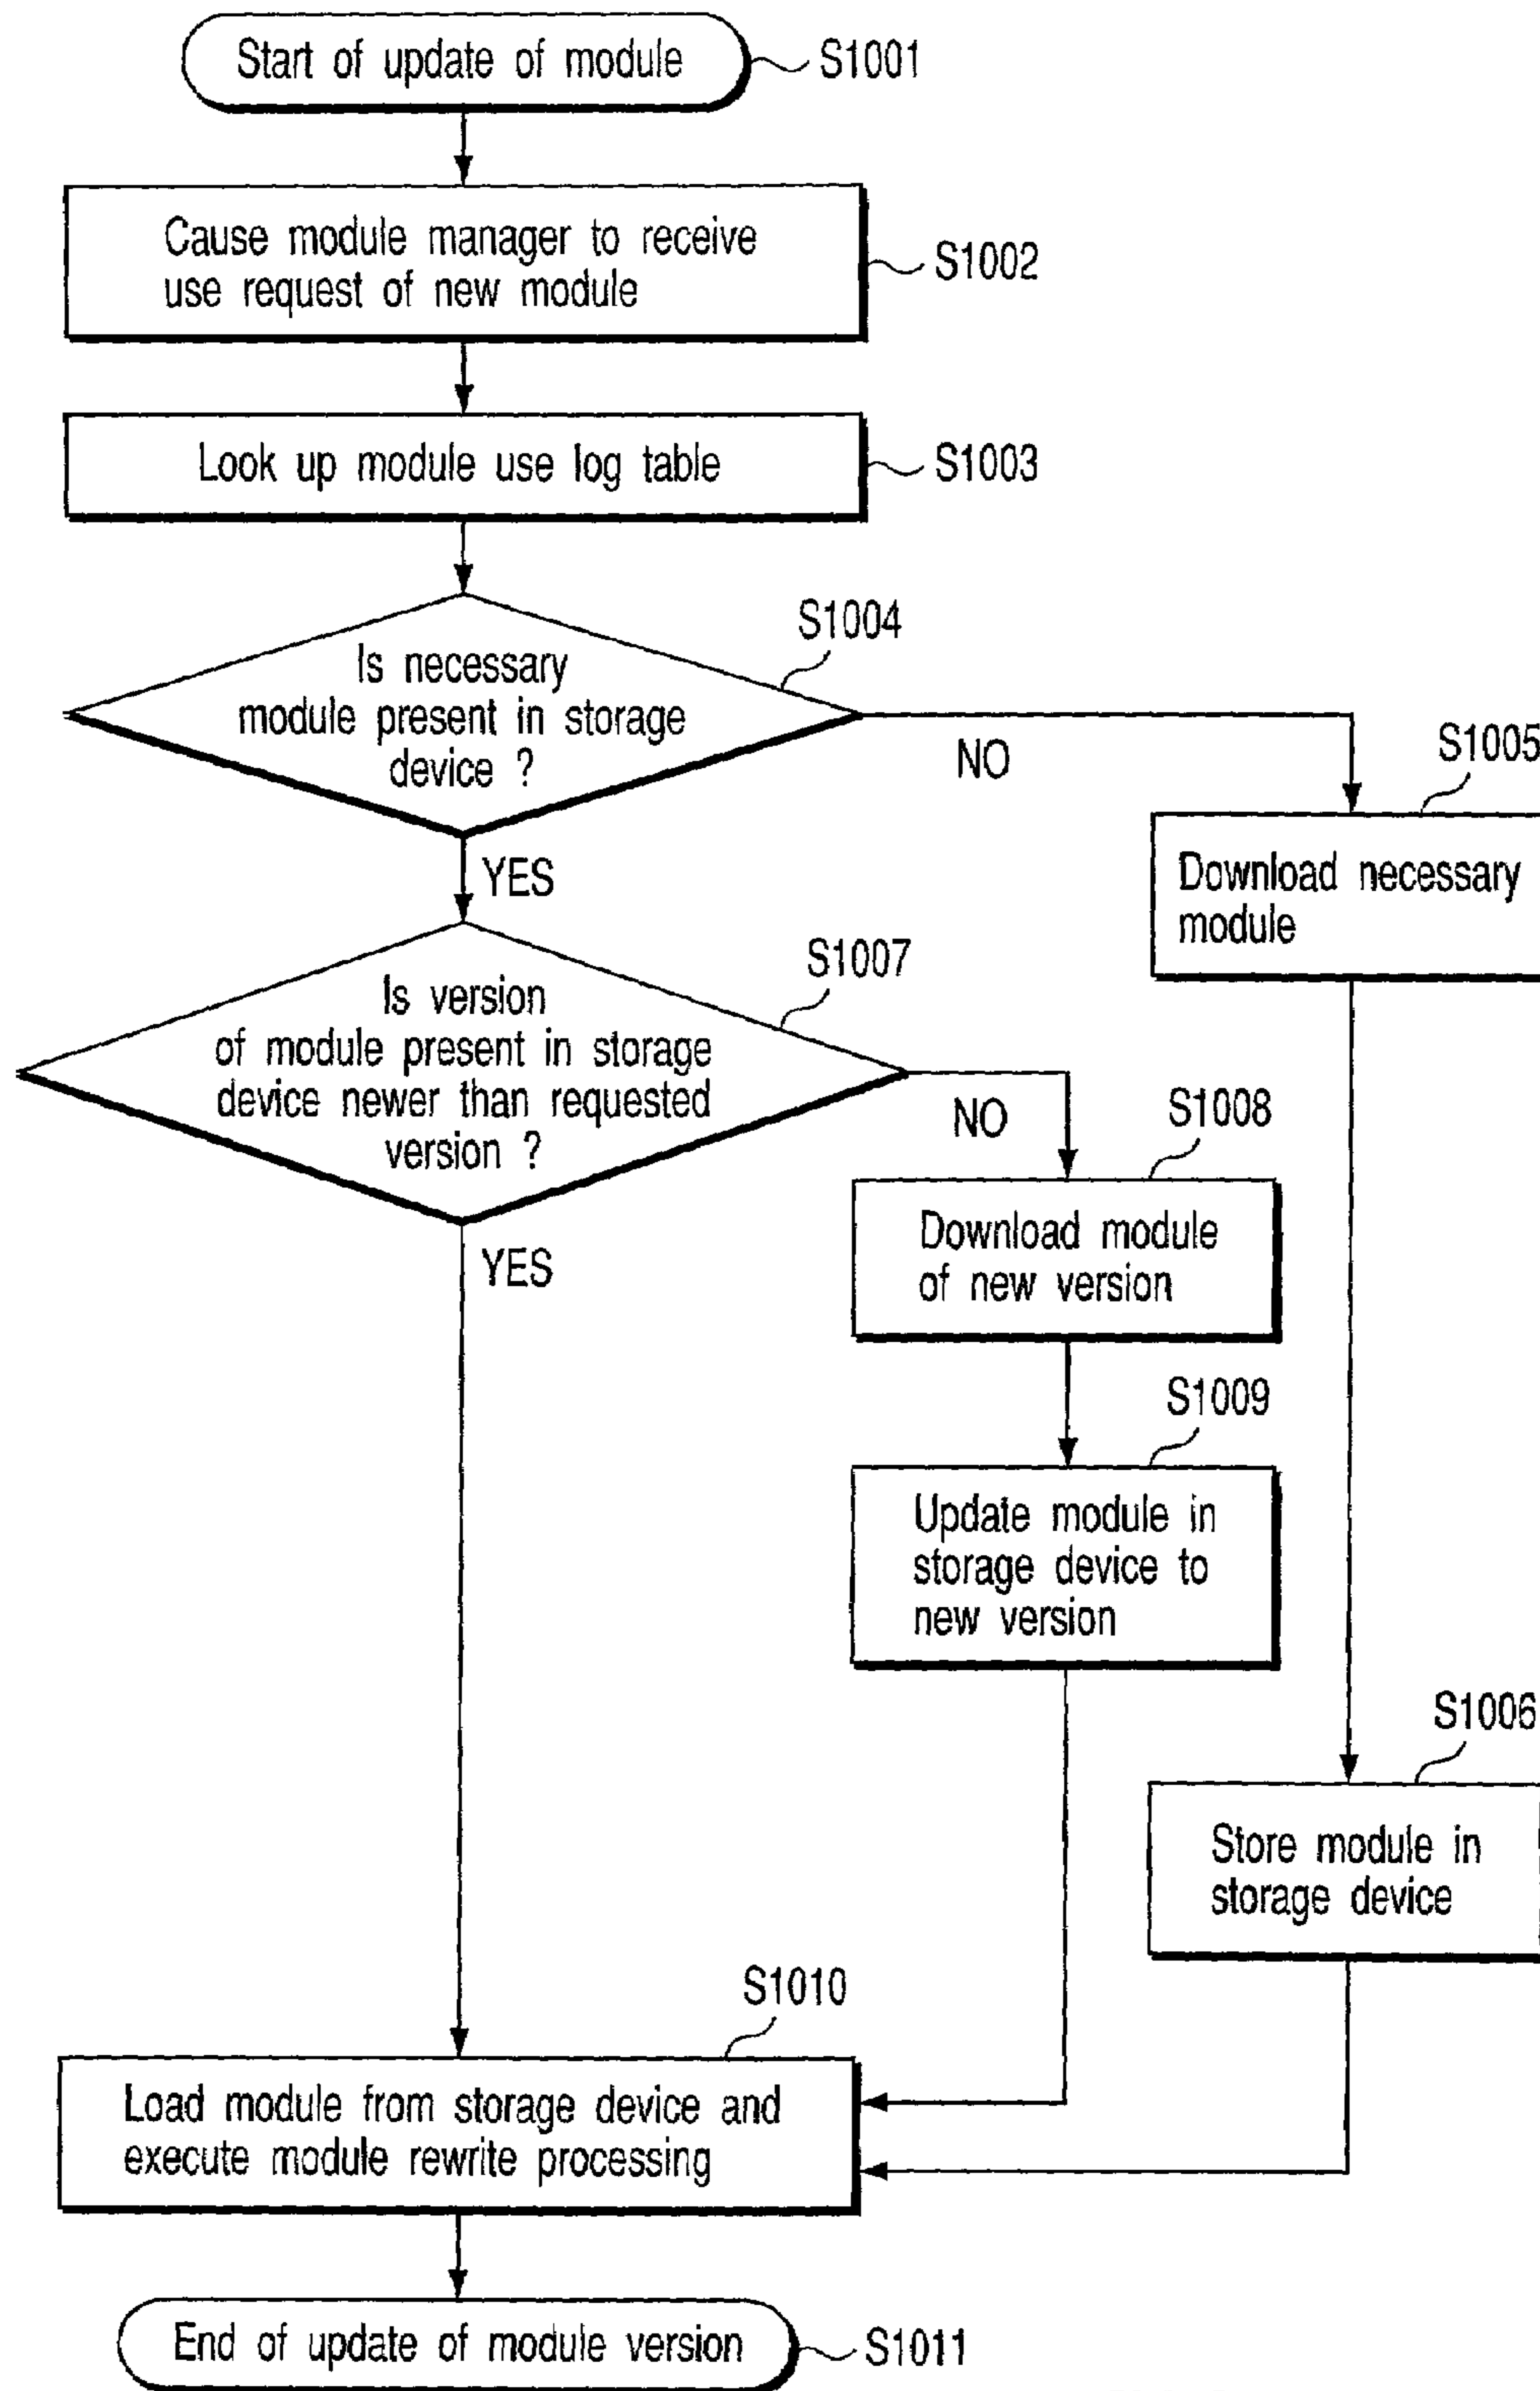 Start of update of module
S1001
Cause module manager to receive
use request of new module
S1002
Look up module use log table
S1003
S1004
Is necessary
module present in storage
device ?
NO
YES
S1005
Download necessary
module
S1007
Is version
of module present in storage
device newer than requested
version ?
NO
YES
S1008
Download module
of new version
S1009
Update module in
storage device to
new version
S1006
Store module in
storage device
S1010
Load module from storage device and
execute module rewrite processing
End of update of module version
S1011